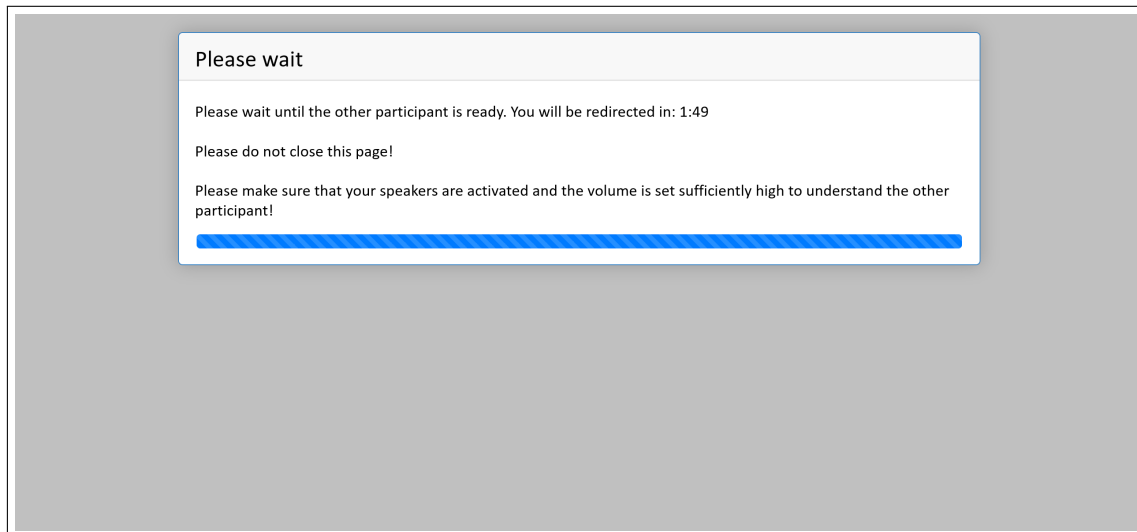 Please wait
Please wait until the other participant is ready. You will be redirected in: 1:49
Please do not close this page!
Please make sure that your speakers are activated and the volume is set sufficiently high to understand the other
participant!